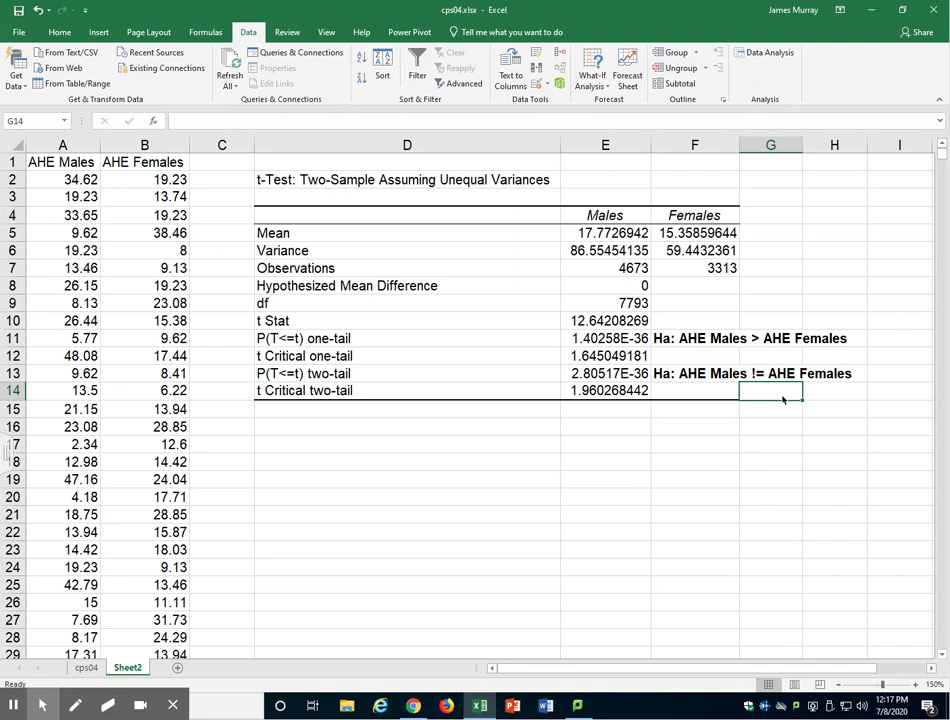 cps04.xlsx - Excel
James Murray
File Home Insert Page Layout Formulas Data Review View Help Power Pivot Tell me what you want to do Share
Get Data
From Text/CSV
From Web
From Table/Range
Recent Sources
Existing Connections
Get & Transform Data
Refresh All
Queries & Connections
Properties
Edit Links
Queries & Connections
Sort
Filter
Clear
Reapply
Advanced
Sort & Filter
Text to Columns
Data Tools
What-If Analysis
Forecast Sheet
Forecast
Group
Ungroup
Subtotal
Outline
Data Analysis
Analysis
G14 fx
A B C D E F G H I
1 AHE Males AHE Females
2 34.62 19.23 t-Test: Two-Sample Assuming Unequal Variances
3 19.23 13.74
4 33.65 19.23 Males Females
5 9.62 38.46 Mean 17.7726942 15.35859644
6 19.23 8 Variance 86.55454135 59.4432361
7 13.46 9.13 Observations 4673 3313
8 26.15 19.23 Hypothesized Mean Difference 0
9 8.13 23.08 df 7793
10 26.44 15.38 t Stat 12.64208269
11 5.77 9.62 P(T<=t) one-tail 1.40258E-36 Ha: AHE Males > AHE Females
12 48.08 17.44 t Critical one-tail 1.645049181
13 9.62 8.41 P(T<=t) two-tail 2.80517E-36 Ha: AHE Males != AHE Females
14 13.5 6.22 t Critical two-tail 1.960268442
15 21.15 13.94
16 23.08 28.85
17 2.34 12.6
18 12.98 14.42
19 47.16 24.04
20 4.18 17.71
21 18.75 28.85
22 13.94 15.87
23 14.42 18.03
24 19.23 9.13
25 42.79 13.46
26 15 11.11
27 7.69 31.73
28 8.17 24.29
29 17.31 13.94
cps04 Sheet2
Ready 150%
12:17 PM
7/8/2020